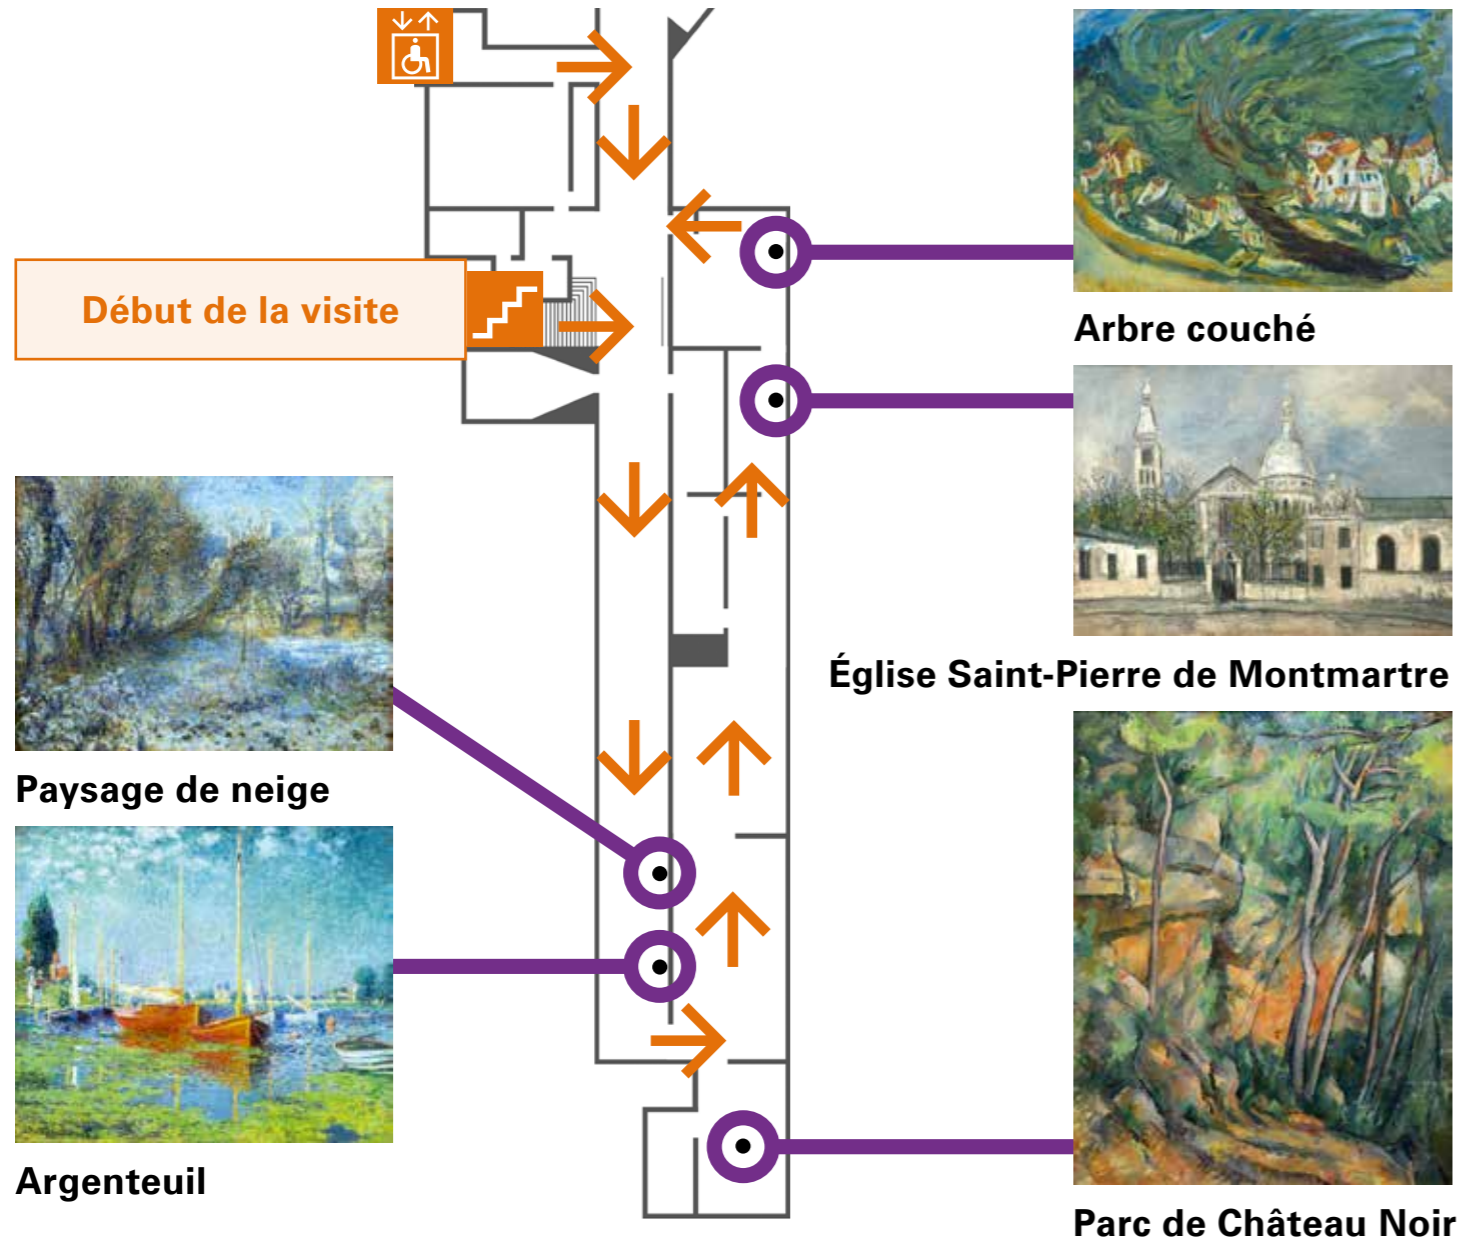 Début de la visite
Arbre couché
Église Saint-Pierre de Montmartre
Paysage de neige
Argenteuil
Parc de Château Noir